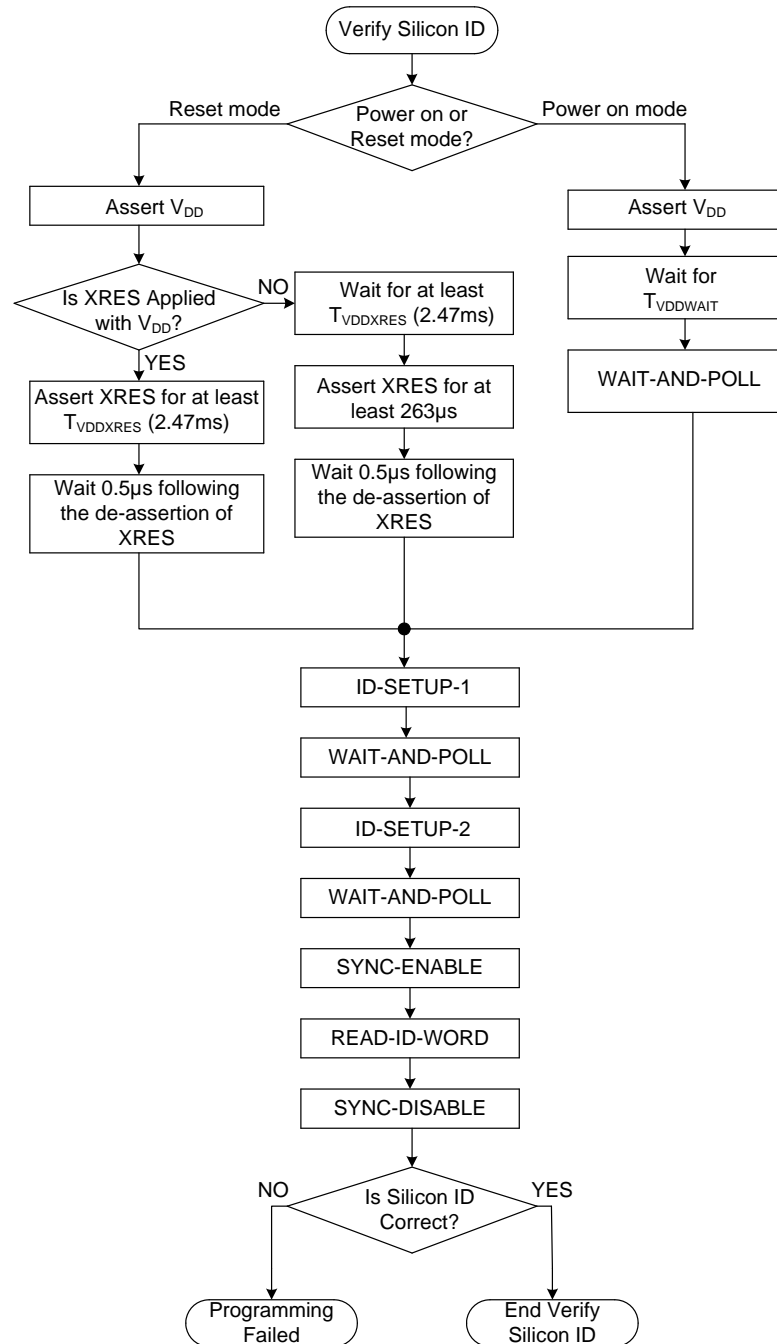 Verify Silicon ID
Power on or
Reset mode?
Reset mode
Power on mode
Assert VDD
Is XRES Applied
with VDD?
NO
YES
Assert XRES for at least
TVDDXRES (2.47ms)
Wait 0.5µs following
the de-assertion of
XRES
Wait for at least
TVDDXRES (2.47ms)
Assert XRES for at
least 263µs
Wait 0.5µs following
the de-assertion of
XRES
Assert VDD
Wait for
TVDDWAIT
WAIT-AND-POLL
ID-SETUP-1
WAIT-AND-POLL
ID-SETUP-2
WAIT-AND-POLL
SYNC-ENABLE
READ-ID-WORD
SYNC-DISABLE
Is Silicon ID
Correct?
NO
YES
Programming
Failed
End Verify
Silicon ID